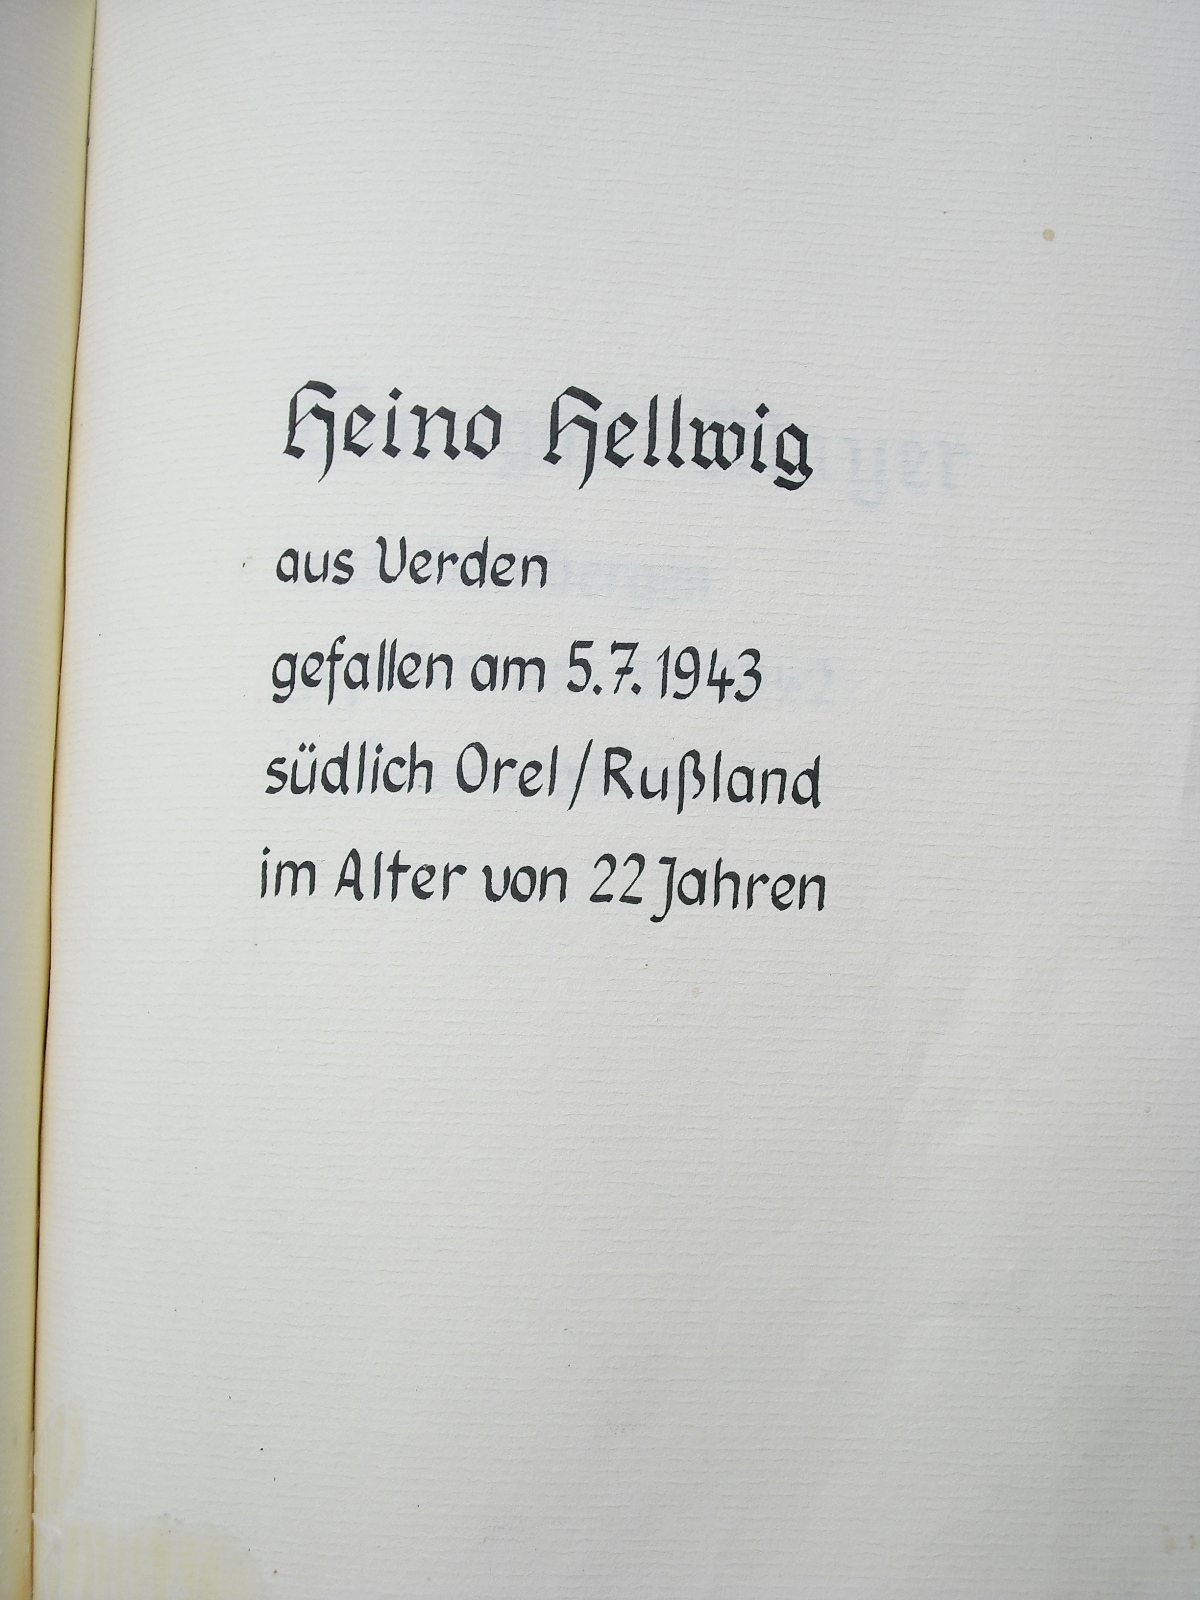 Heino Hellwig
aus Verden
gefallen am 5.7.1943
südlich Orel/Rußland
im Alter von 22 Jahren